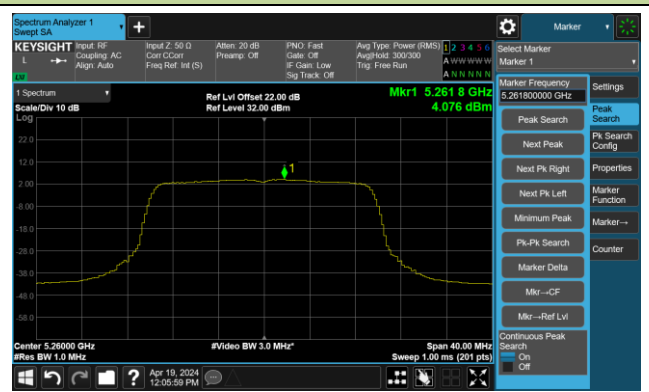 Spectrum Analyzer 1
Swept SA
+
Marker
KEYSIGHT
L
Input: RF
Coupling: AC
Align: Auto
Input Z: 50 Ω
Corr CCorr
Freq Ref: Int (S)
Atten: 20 dB
Preamp: Off
PNO: Fast
Gate: Off
IF Gain: Low
Sig Track: Off
Avg Type: Power (RMS)
Avg|Hold: 300/300
Trig: Free Run
1 2 3 4 5 6
A W W W W W
A N N N N N
Select Marker
Marker 1
LW
1 Spectrum
Scale/Div 10 dB
Log
Ref Lvl Offset 22.00 dB
Ref Level 32.00 dBm
Mkr1 5.261 8 GHz
4.076 dBm
22.0
12.0
2.00
-8.00
-18.0
-28.0
-38.0
-48.0
-58.0
1
Center 5.26000 GHz
#Res BW 1.0 MHz
#Video BW 3.0 MHz*
Span 40.00 MHz
Sweep 1.00 ms (201 pts)
Marker Frequency
5.261800000 GHz
Peak Search
Next Peak
Next Pk Right
Next Pk Left
Minimum Peak
Pk-Pk Search
Marker Delta
Mkr→CF
Mkr→Ref Lvl
Continuous Peak
Search
On
Off
Settings
Peak
Search
Pk Search
Config
Properties
Marker
Function
Marker→
Counter
?
Apr 19, 2024
12:05:59 PM